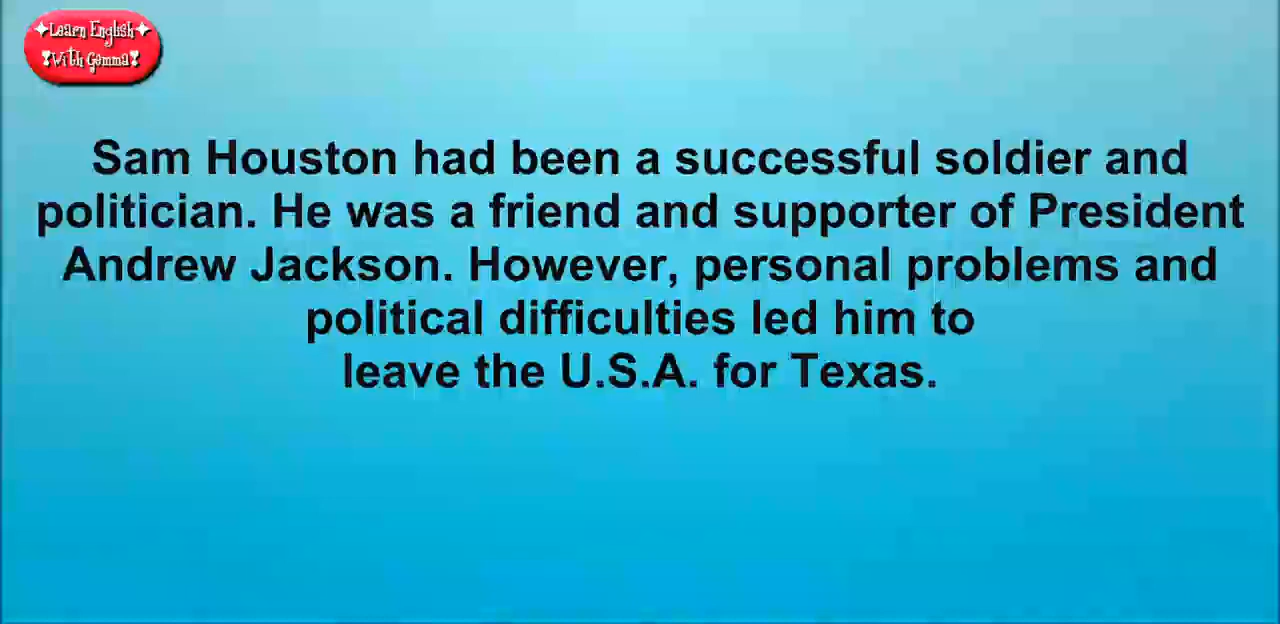 Learn English
With Gemma
Sam Houston had been a successful soldier and
politician. He was a friend and supporter of President
Andrew Jackson. However, personal problems and
political difficulties led him to
leave the U.S.A. for Texas.